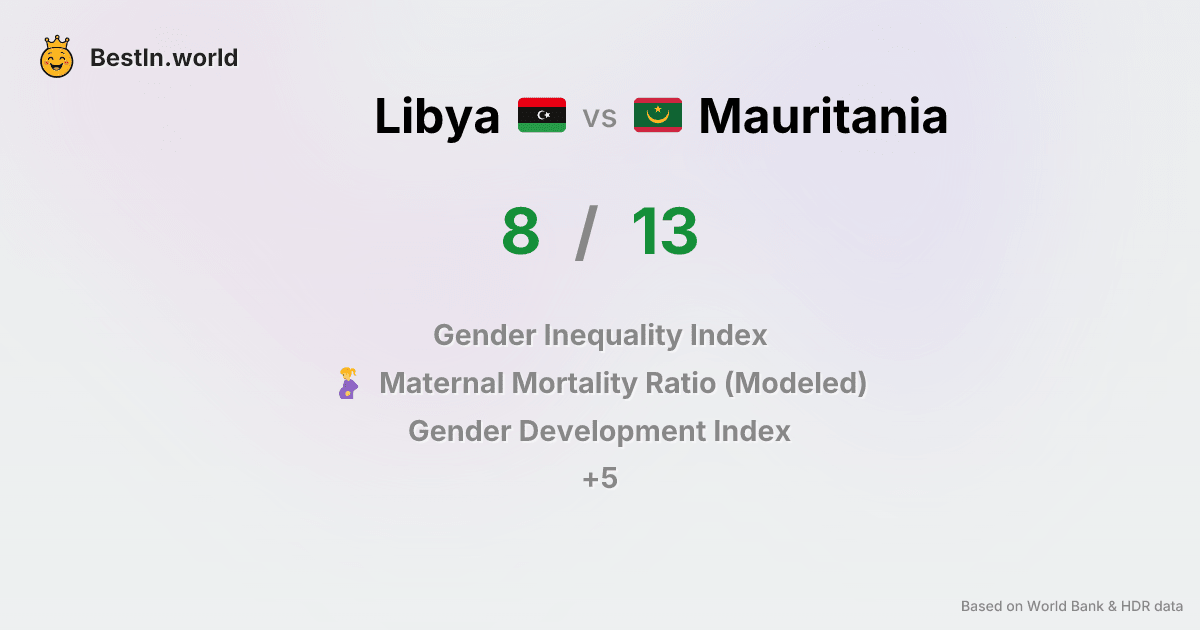 BestIn.world
Libya vs Mauritania
8 / 13
Gender Inequality Index
Maternal Mortality Ratio (Modeled)
Gender Development Index
+5
Based on World Bank & HDR data